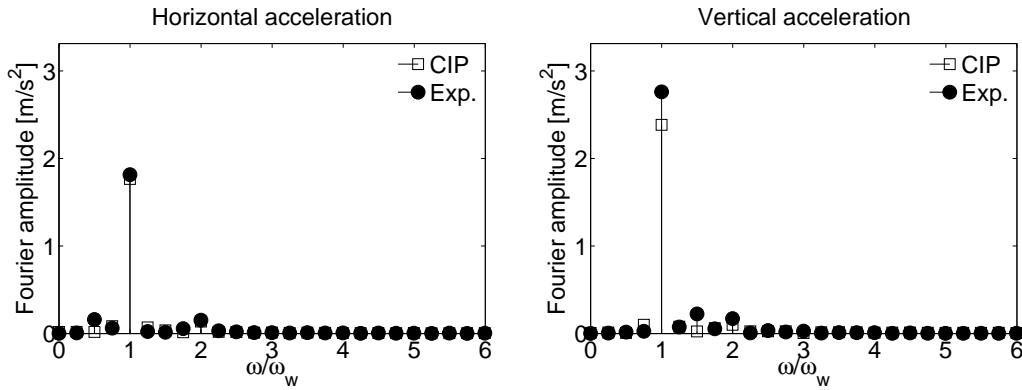 Horizontal acceleration
Fourier amplitude [m/s²]
3
2
1
0
CIP
Exp.
0 1 2 3 4 5 6
ω/ω_w
Vertical acceleration
Fourier amplitude [m/s²]
3
2
1
0
CIP
Exp.
0 1 2 3 4 5 6
ω/ω_w